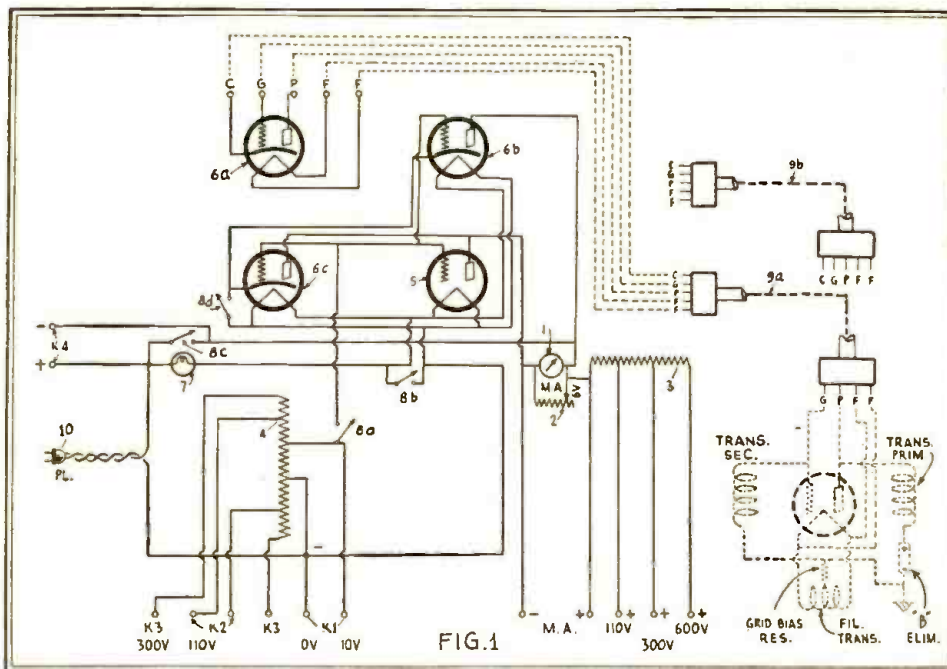 C G P F F
6a
6b
9b
C
G
P
F
F
C G P F F
6c
5
C
G
P
F
F
9a
8d
-
K4
+
8c
7
8b
1
M.A.
6V
2
3
G P F F
4
8a
10
PL.
TRANS.
SEC.
TRANS.
PRIM.
-
-
K3 K2 K3 K1
300V 110V 0V 10V
- M.A. + + + +
110V 300V 600V
FIG.1
GRID BIAS
RES.
FIL.
TRANS.
"B"
ELIM.